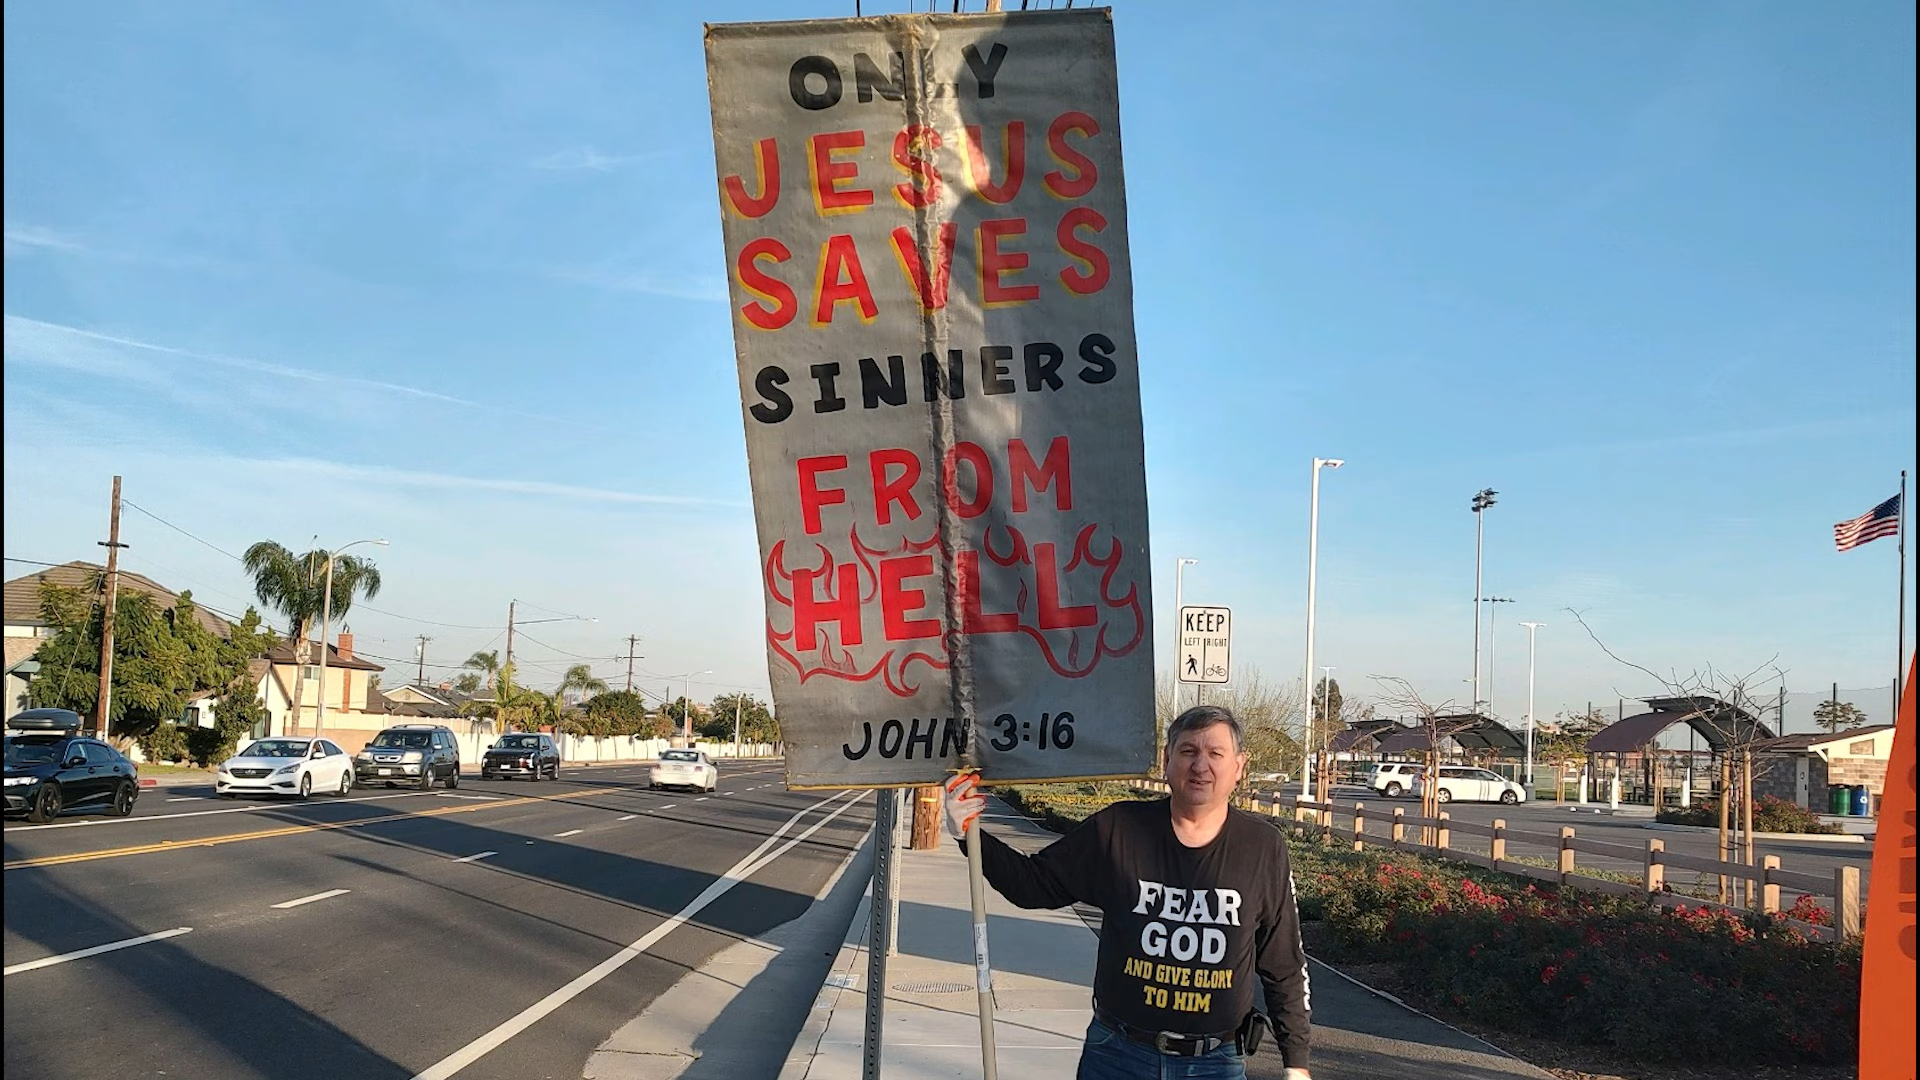 ONLY
JESUS
SAVES
SINNERS
FROM
HELL
JOHN 3:16
KEEP
LEFT RIGHT
FEAR
GOD
AND GIVE GLORY
TO HIM